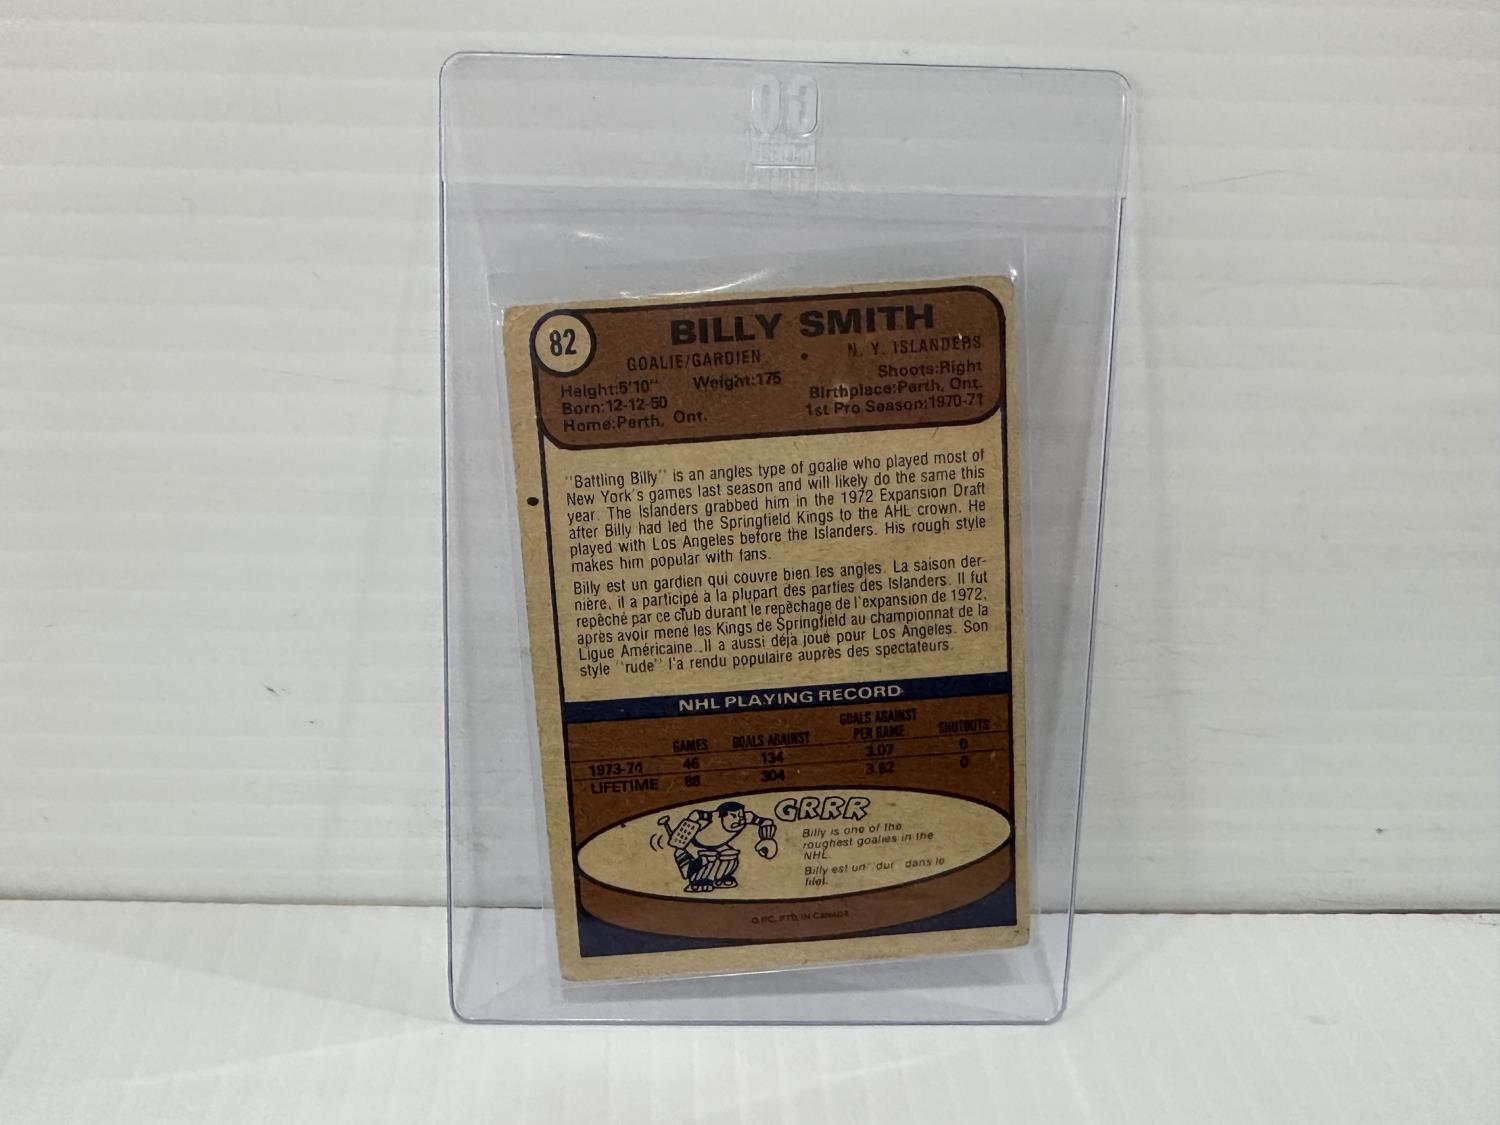 82
BILLY SMITH
GOALIE/GARDIEN • N. Y. ISLANDERS
Height:5'10" Weight:175 Shoots:Right
Born:12-12-50 Birthplace:Perth, Ont.
Home:Perth, Ont. 1st Pro Season:1970-71
"Battling Billy" is an angles type of goalie who played most of
New York's games last season and will likely do the same this
year. The Islanders grabbed him in the 1972 Expansion Draft
after Billy had led the Springfield Kings to the AHL crown. He
played with Los Angeles before the Islanders. His rough style
makes him popular with fans.
Billy est un gardien qui couvre bien les angles. La saison der-
nière, il a participé à la plupart des parties des Islanders. Il fut
repêché par ce club durant le repêchage de l'expansion de 1972,
après avoir mené les Kings de Springfield au championnat de la
Ligue Américaine. Il a aussi déjà joué pour Los Angeles. Son
style "rude" l'a rendu populaire auprès des spectateurs.
NHL PLAYING RECORD
GAMES GOALS AGAINST GOALS AGAINST PER GAME SHUTOUTS
1973-74 46 134 3.07 0
LIFETIME 88 304 3.62 0
GRRR
Billy is one of the
roughest goalies in the
NHL.
Billy est un "dur" dans le
filet.
O.P.C. PTD. IN CANADA